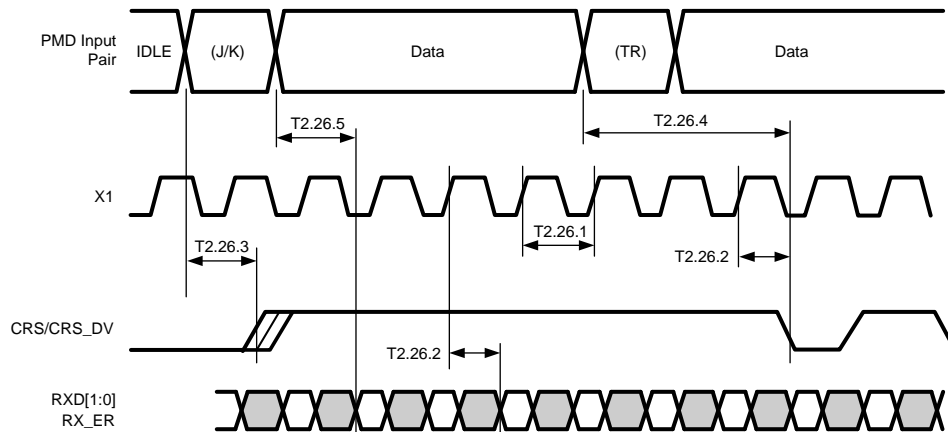 PMD Input
Pair
IDLE
(J/K)
Data
(TR)
Data
T2.26.5
T2.26.4
X1
T2.26.1
T2.26.3
T2.26.2
CRS/CRS_DV
T2.26.2
RXD[1:0]
RX_ER